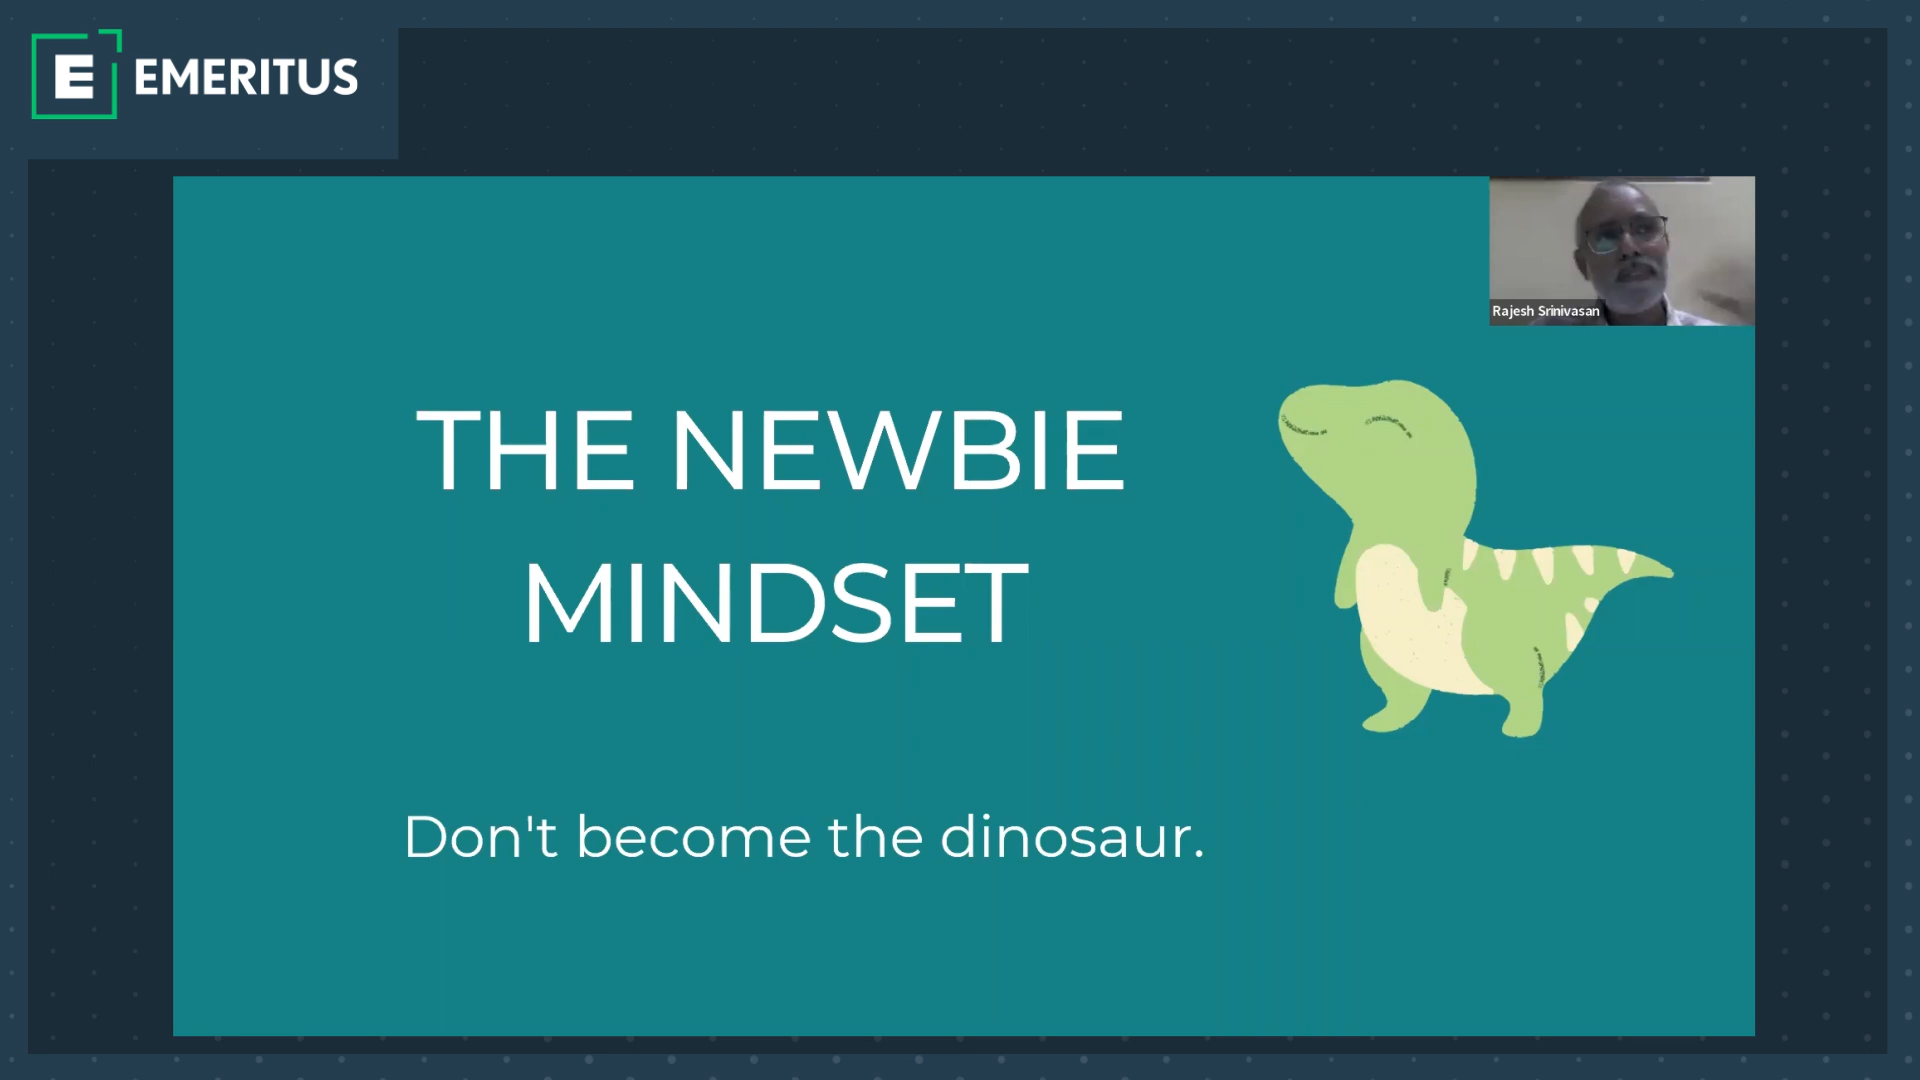 E EMERITUS
Rajesh Srinivasan
THE NEWBIE
MINDSET
Don't become the dinosaur.